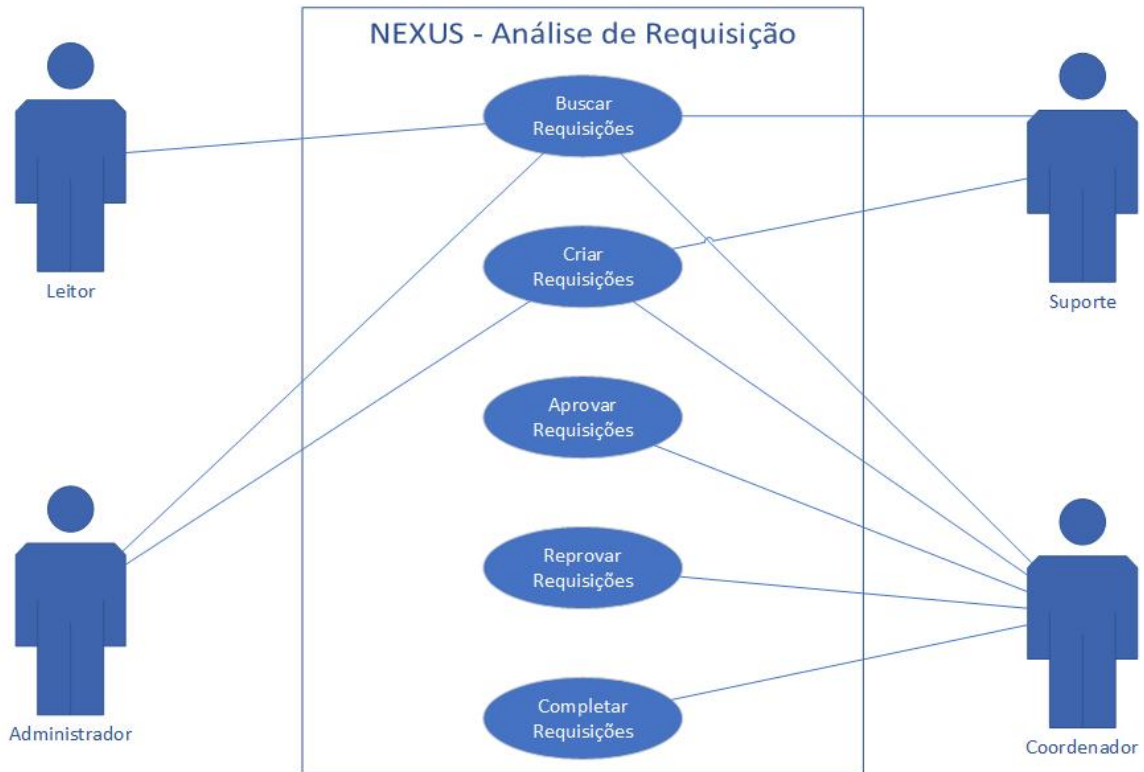 NEXUS - Análise de Requisição
Buscar
Requisições
Criar
Requisições
Leitor
Suporte
Aprovar
Requisições
Reprovar
Requisições
Completar
Requisições
Administrador
Coordenador